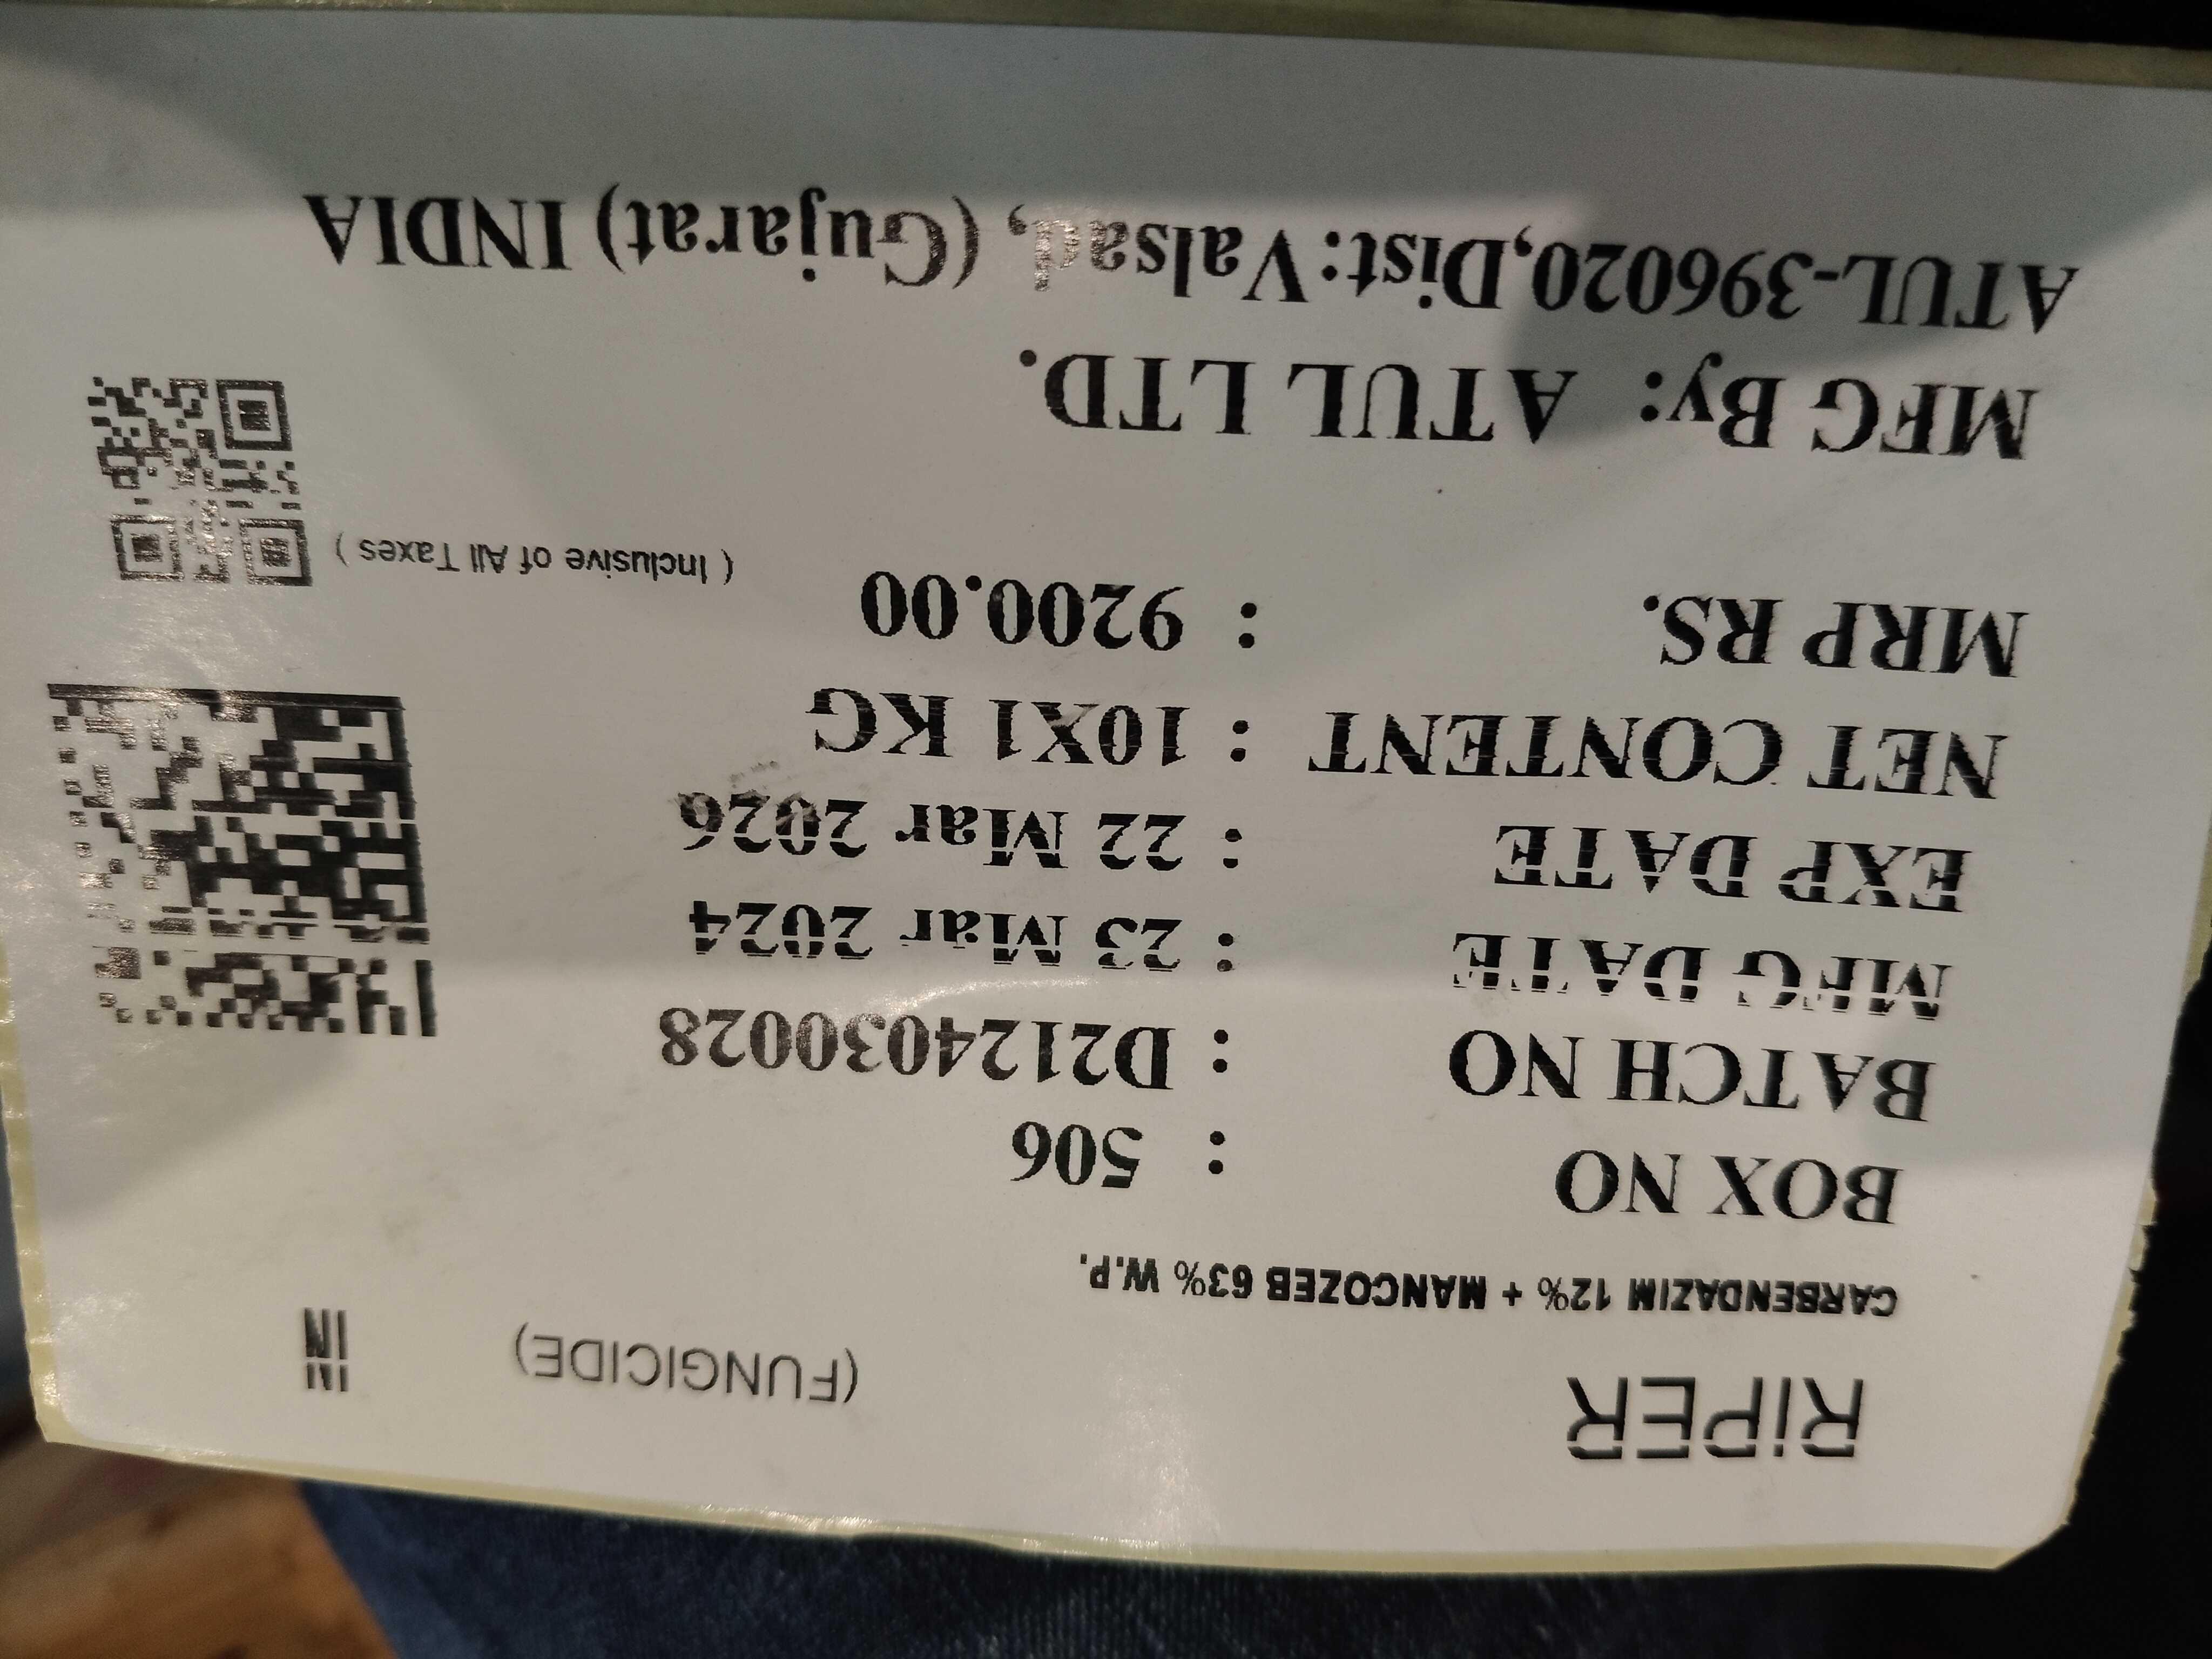 RiPER (FUNGICIDE) IN
CARBENDAZIM 12% + MANCOZEB 63% W.P.
BOX NO : 506
BATCH NO : D2124030028
MFG DATE : 23 Mar 2024
EXP DATE : 22 Mar 2026
NET CONTENT : 10X1 KG
MRP RS. : 9200.00 ( Inclusive of All Taxes )
MFG By: ATUL LTD.
ATUL-396020,Dist:Valsad, (Gujarat) INDIA